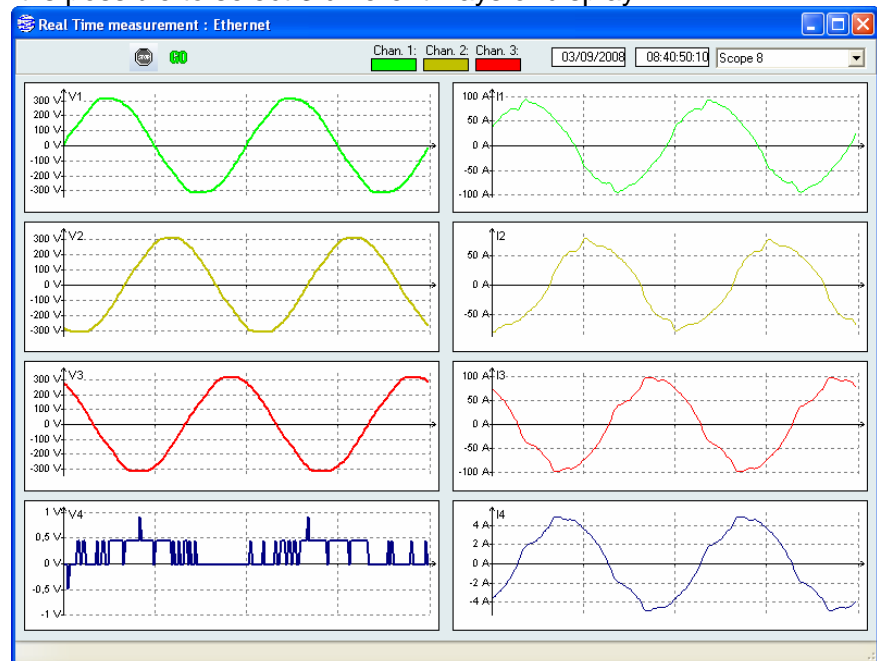 Real Time measurement : Ethernet
STOP GO Chan. 1: Chan. 2: Chan. 3: 03/09/2008 08:40:50:10 Scope 8
V1
300 V
200 V
100 V
0 V
-100 V
-200 V
-300 V
I1
100 A
50 A
0 A
-50 A
-100 A
V2
300 V
200 V
100 V
0 V
-100 V
-200 V
-300 V
I2
50 A
0 A
-50 A
V3
300 V
200 V
100 V
0 V
-100 V
-200 V
-300 V
I3
100 A
50 A
0 A
-50 A
-100 A
V4
1 V
0,5 V
0 V
-0,5 V
-1 V
I4
4 A
2 A
0 A
-2 A
-4 A